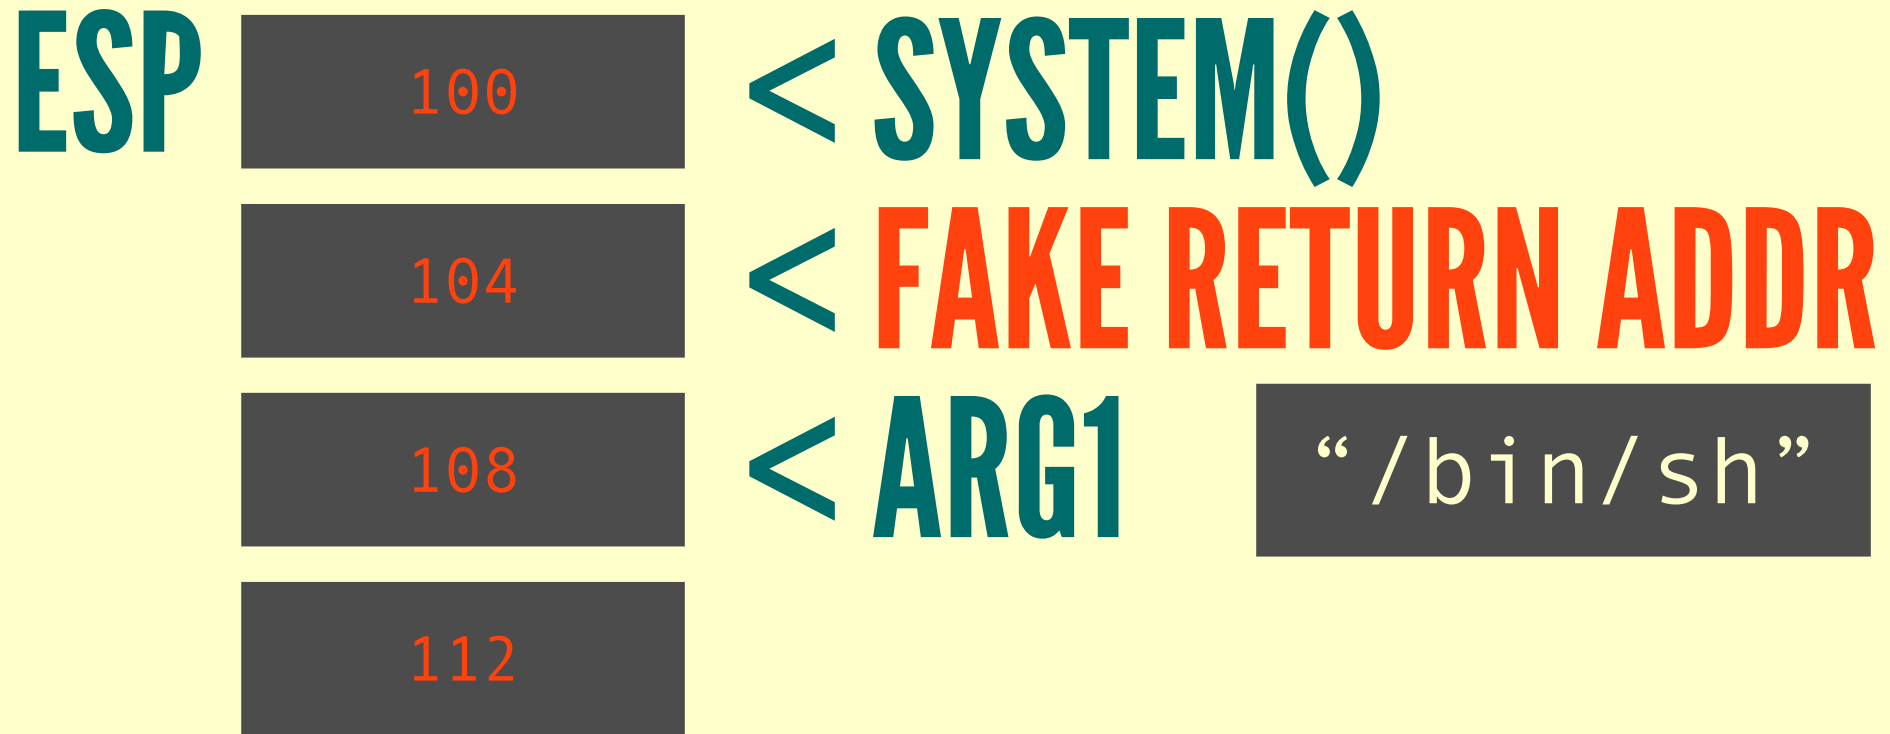 ESP 100 < SYSTEM()
104 < FAKE RETURN ADDR
108 < ARG1 “/bin/sh”
112